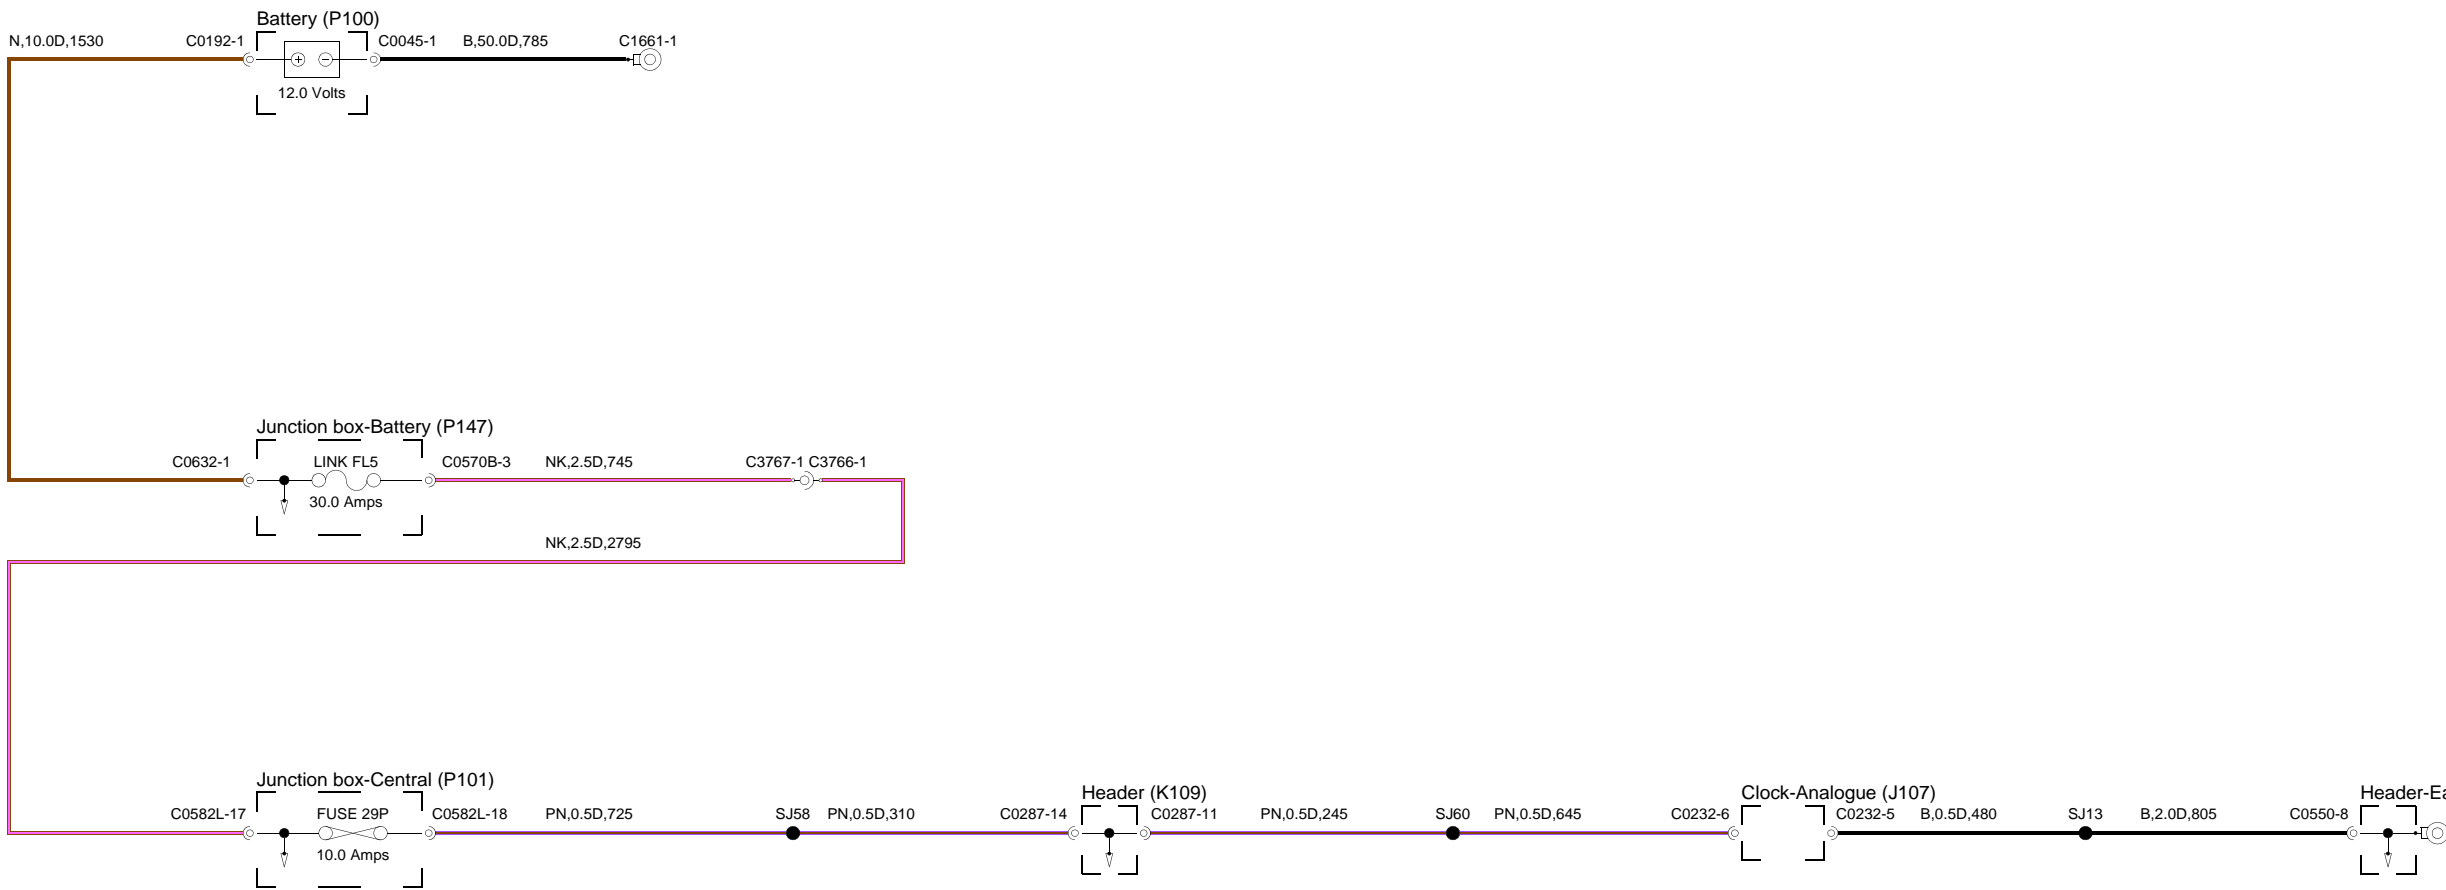 Battery (P100)
N,10.0D,1530 C0192-1 C0045-1 B,50.0D,785 C1661-1
12.0 Volts
Junction box-Battery (P147)
C0632-1 LINK FL5 C0570B-3 NK,2.5D,745 C3767-1 C3766-1
30.0 Amps
NK,2.5D,2795
Junction box-Central (P101) Header (K109) Clock-Analogue (J107) Header-Ea
C0582L-17 FUSE 29P C0582L-18 PN,0.5D,725 SJ58 PN,0.5D,310 C0287-14 C0287-11 PN,0.5D,245 SJ60 PN,0.5D,645 C0232-6 C0232-5 B,0.5D,480 SJ13 B,2.0D,805 C0550-8
10.0 Amps